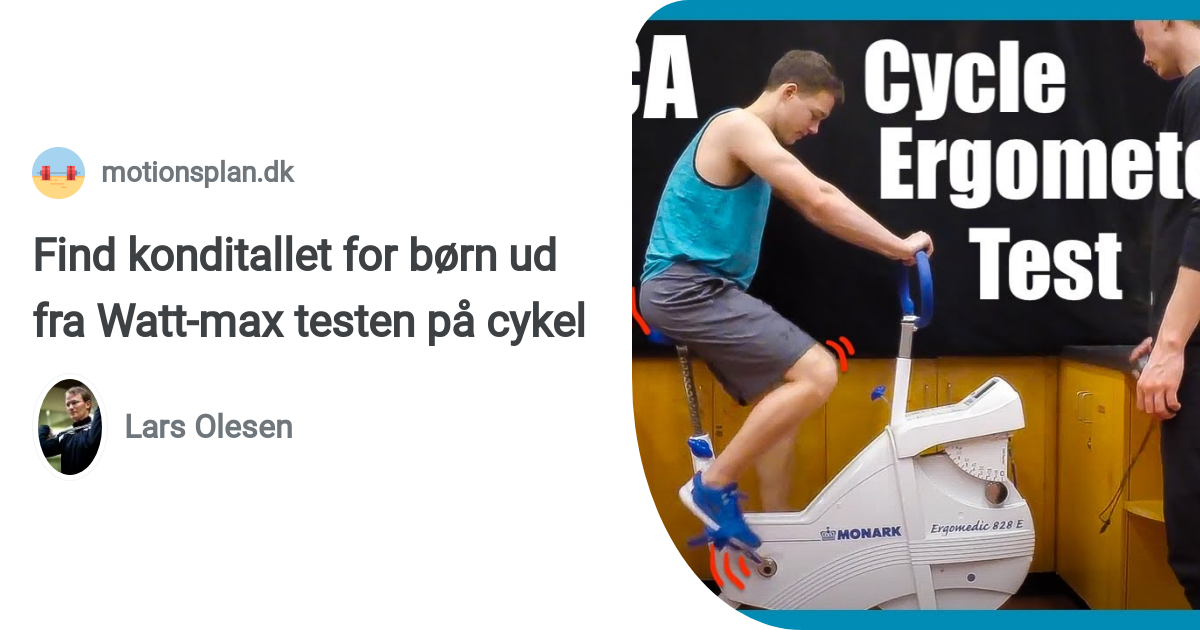 motionsplan.dk
Find konditallet for børn ud
fra Watt-max testen på cykel
Lars Olesen
Cycle
Test
MONARK
Ergomedic 828 E